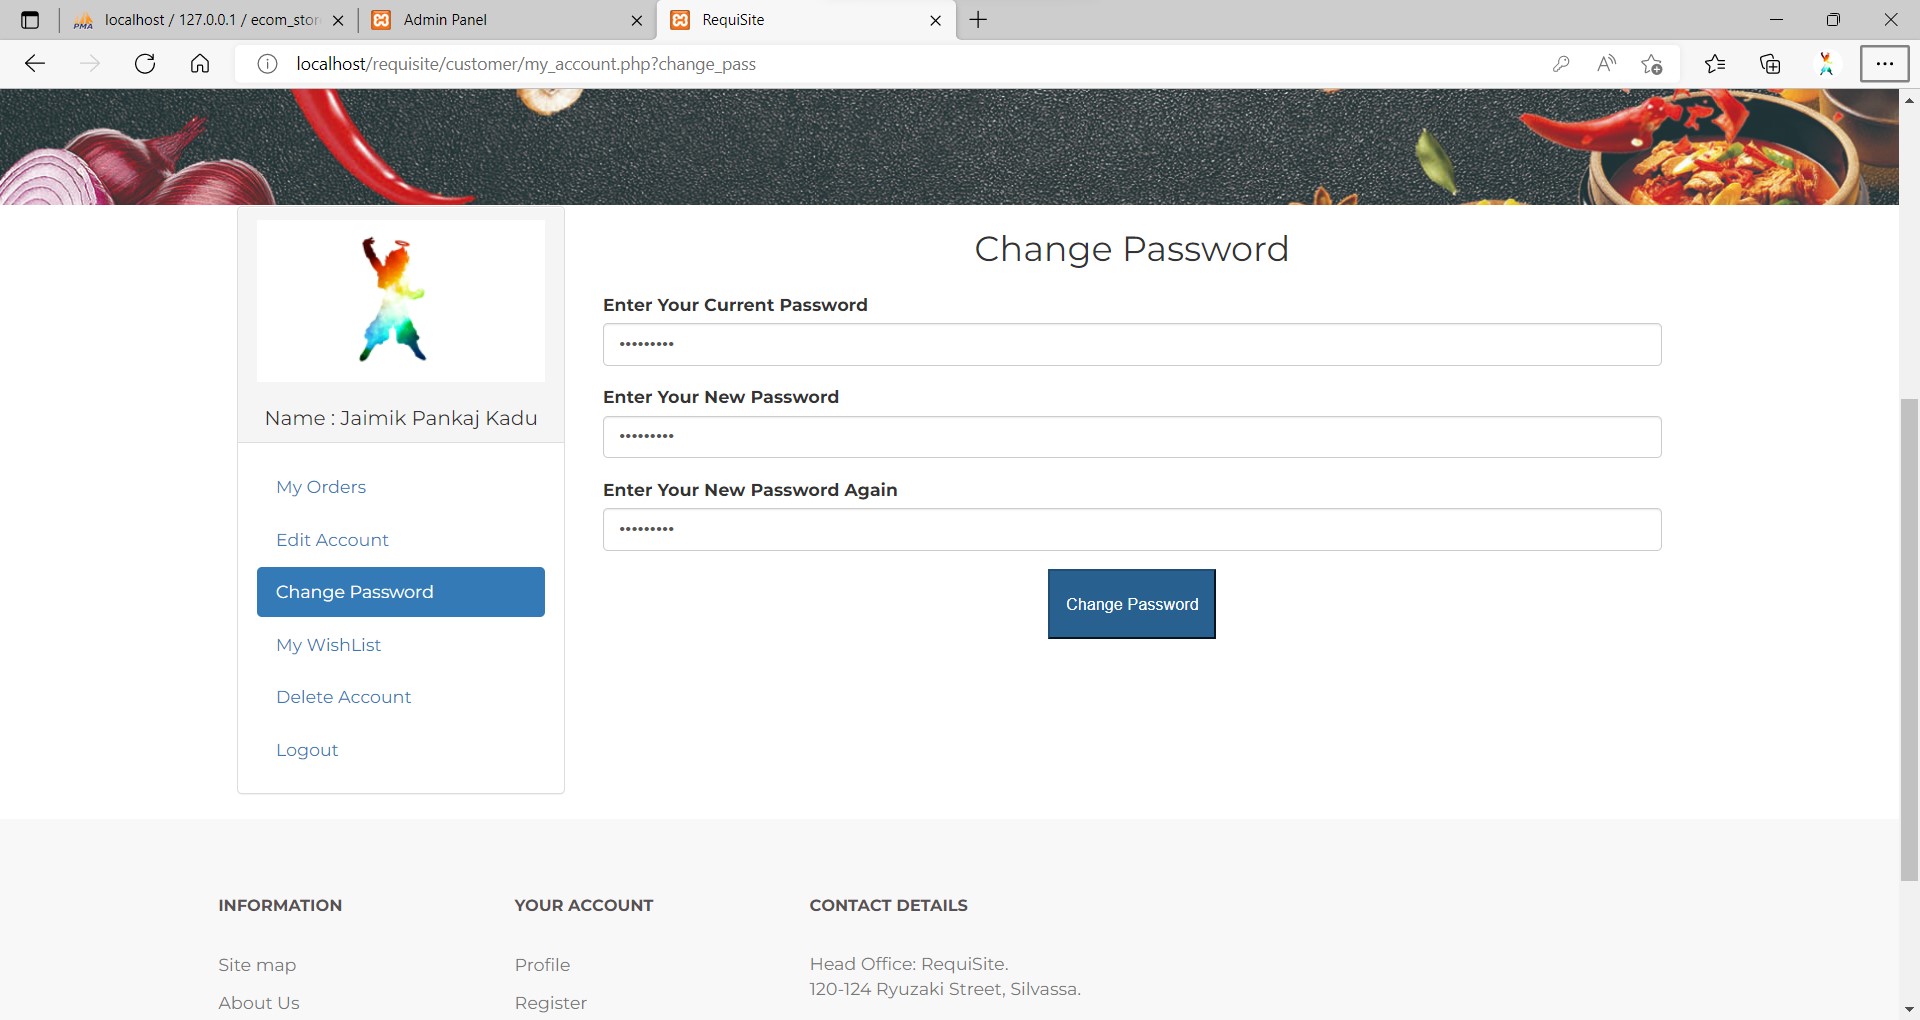 localhost / 127.0.0.1 / ecom_stor
Admin Panel
RequiSite
localhost/requisite/customer/my_account.php?change_pass
Change Password
Enter Your Current Password
•••••••••
Enter Your New Password
•••••••••
Enter Your New Password Again
•••••••••
Change Password
Name : Jaimik Pankaj Kadu
My Orders
Edit Account
Change Password
My WishList
Delete Account
Logout
INFORMATION
Site map
About Us
YOUR ACCOUNT
Profile
Register
CONTACT DETAILS
Head Office: RequiSite.
120-124 Ryuzaki Street, Silvassa.